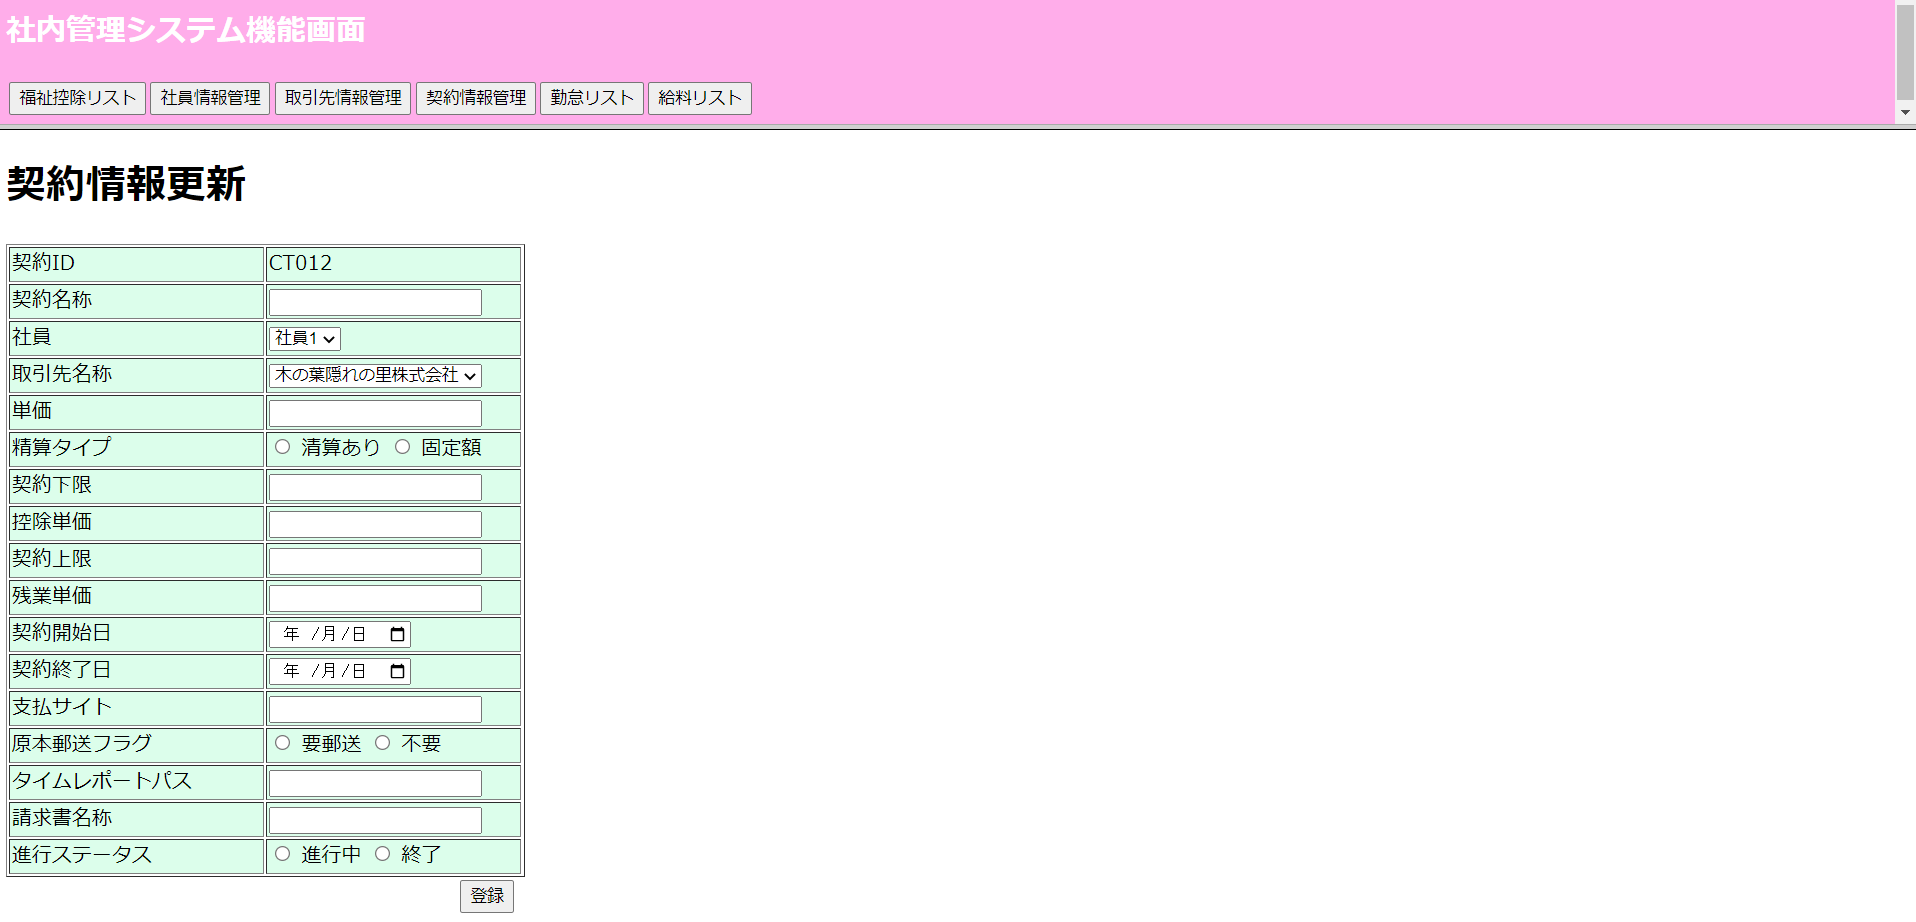 社内管理システム機能画面
福祉控除リスト 社員情報管理 取引先情報管理 契約情報管理 勤怠リスト 給料リスト
契約情報更新
契約ID CT012
契約名称
社員 社員1
取引先名称 木の葉隠れの里株式会社
単価
精算タイプ 清算あり 固定額
契約下限
控除単価
契約上限
残業単価
契約開始日 年 /月/日
契約終了日 年 /月/日
支払サイト
原本郵送フラグ 要郵送 不要
タイムレポートパス
請求書名称
進行ステータス 進行中 終了
登録